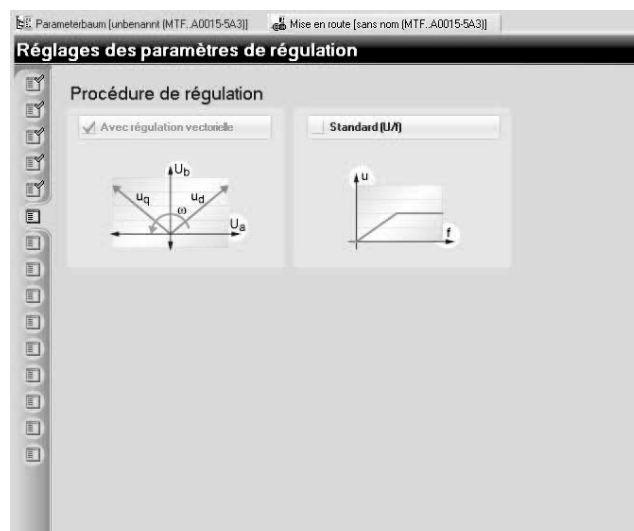 Parameterbaum [unbenannt (MTF..A0015-5A3)] Mise en route [sans nom (MTF..A0015-5A3)]
Réglages des paramètres de régulation
Procédure de régulation
Avec régulation vectorielle Standard (U/f)
Ub
uq ud
ω
Ua
u
f